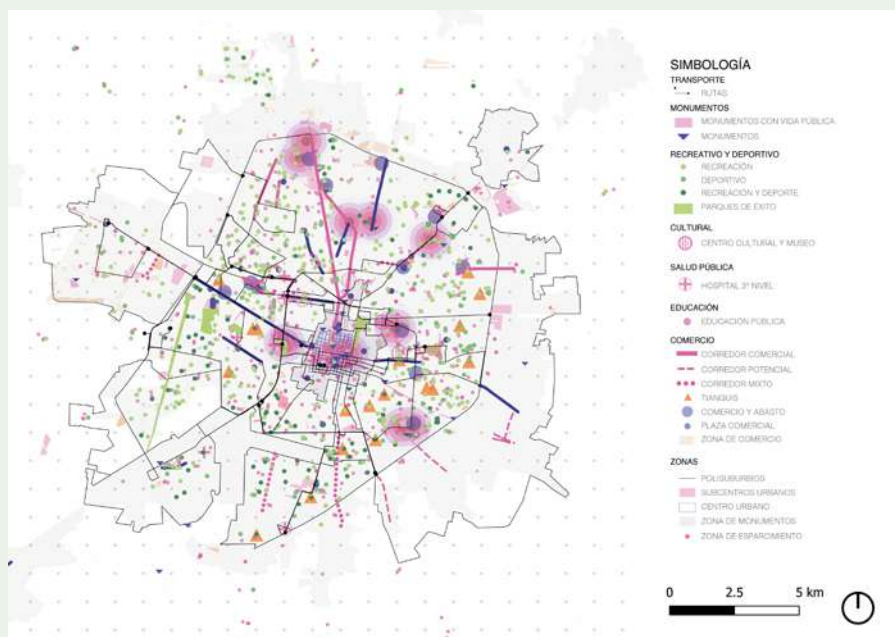 SIMBOLOGÍA
TRANSPORTE
RUTAS
MONUMENTOS
MONUMENTOS CON VIDA PÚBLICA
MONUMENTOS
RECREATIVO Y DEPORTIVO
RECREACIÓN
DEPORTIVO
RECREACIÓN Y DEPORTE
PARQUES DE ÉXITO
CULTURAL
CENTRO CULTURAL Y MUSEO
SALUD PÚBLICA
HOSPITAL 3º NIVEL
EDUCACIÓN
EDUCACIÓN PÚBLICA
COMERCIO
CORREDOR COMERCIAL
CORREDOR POTENCIAL
CORREDOR MIXTO
TIANGUIS
COMERCIO Y ABASTO
PLAZA COMERCIAL
ZONA DE COMERCIO
ZONAS
POLISUBURBIOS
SUBCENTROS URBANOS
CENTRO URBANO
ZONA DE MONUMENTOS
ZONA DE ESPARCIMIENTO
0 2.5 5 km